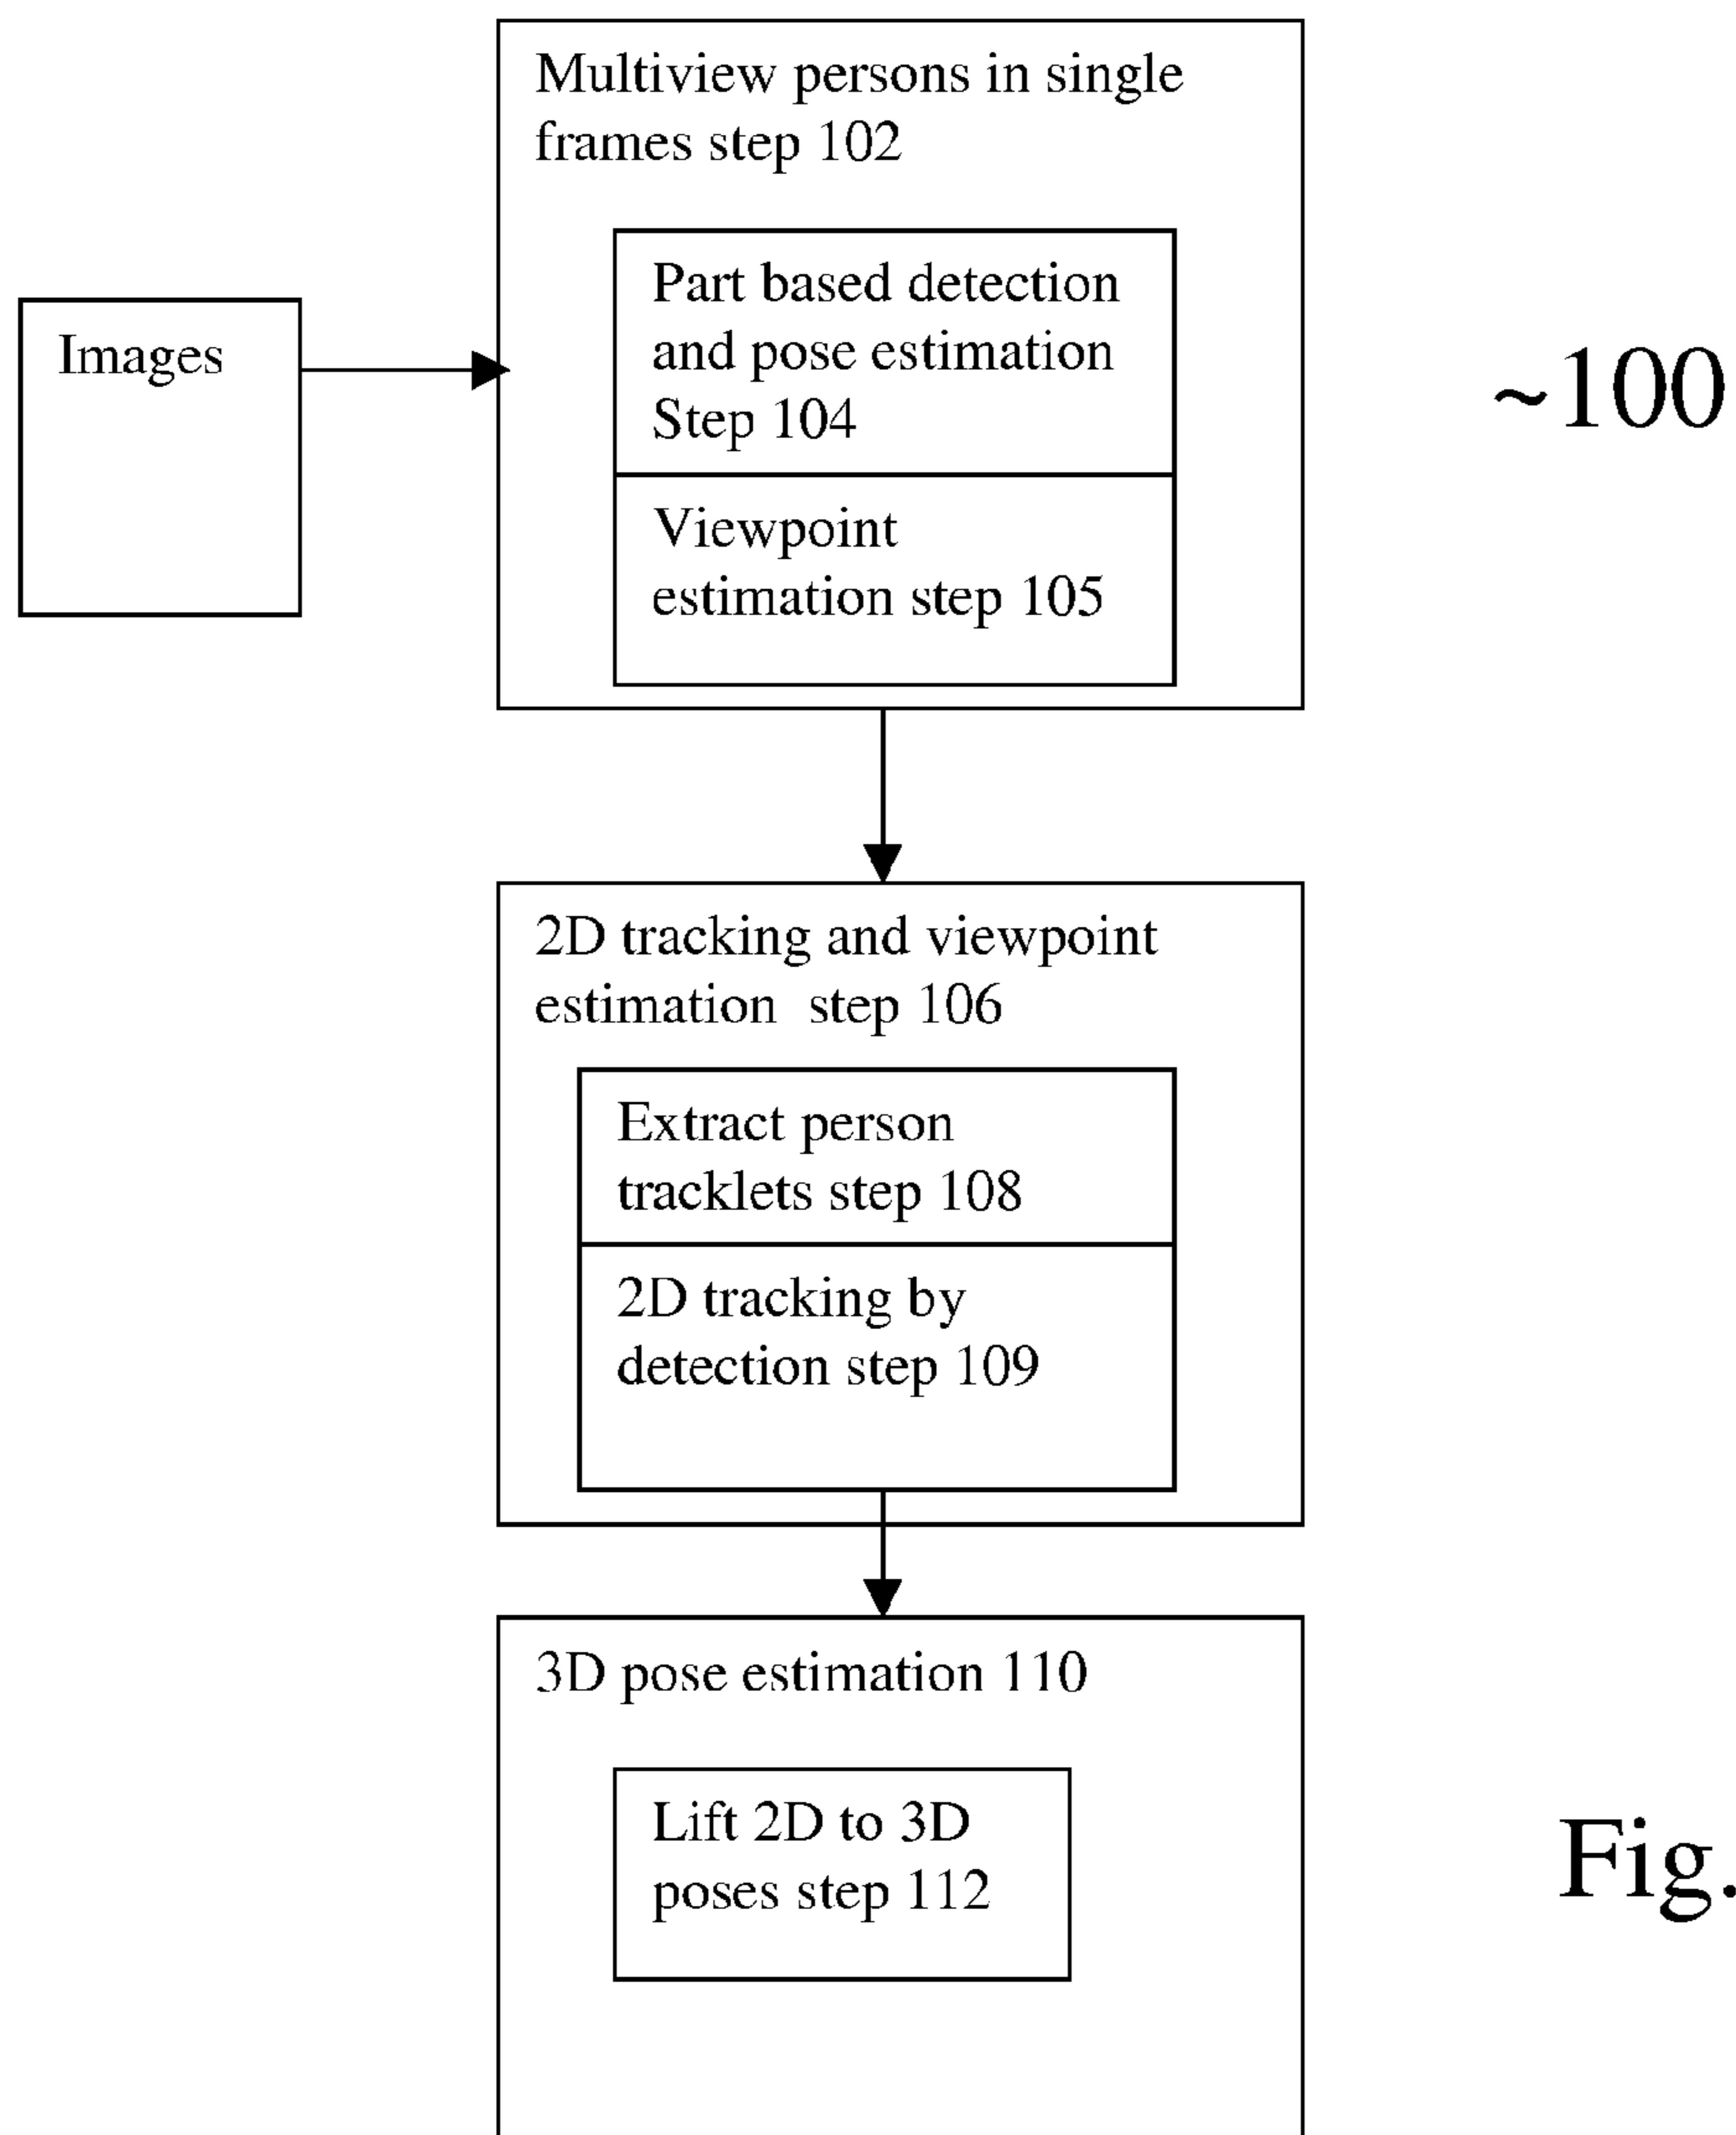 Multiview persons in single
frames step 102
Images
Part based detection
and pose estimation
Step 104
Viewpoint
estimation step 105
~100
2D tracking and viewpoint
estimation  step 106
Extract person
tracklets step 108
2D tracking by
detection step 109
3D pose estimation 110
Lift 2D to 3D
poses step 112
Fig.